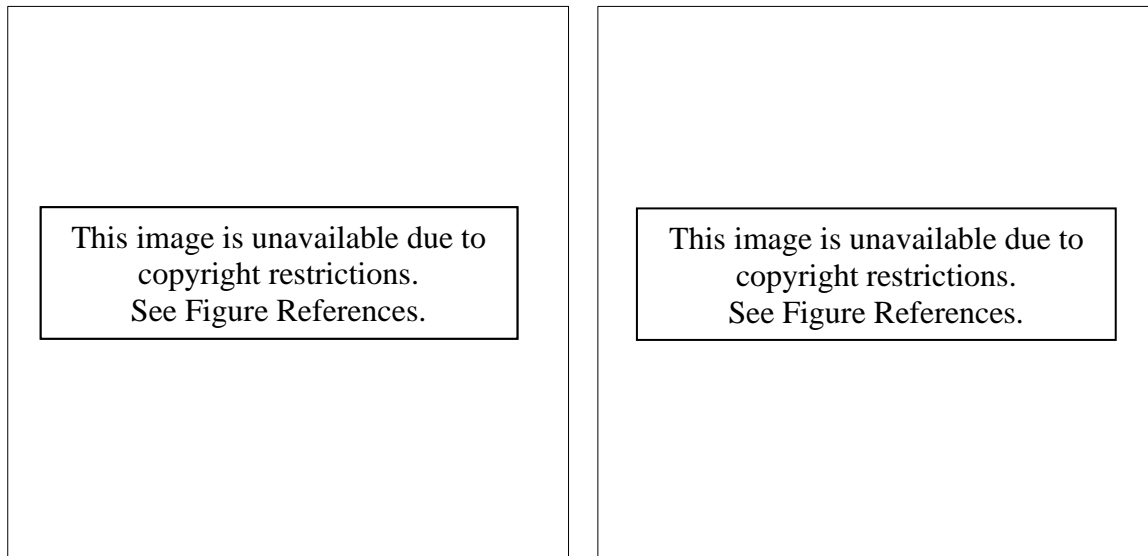 This image is unavailable due to
copyright restrictions.
See Figure References.
This image is unavailable due to
copyright restrictions.
See Figure References.